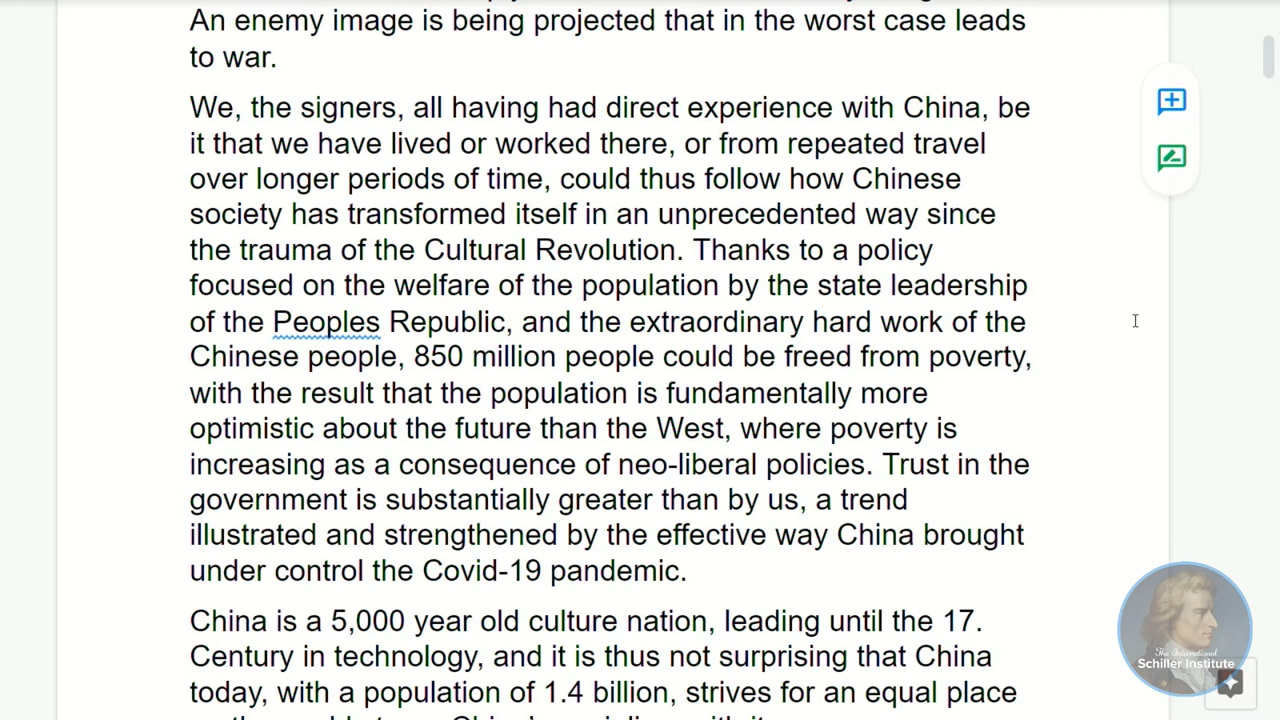 An enemy image is being projected that in the worst case leads
to war.
We, the signers, all having had direct experience with China, be
it that we have lived or worked there, or from repeated travel
over longer periods of time, could thus follow how Chinese
society has transformed itself in an unprecedented way since
the trauma of the Cultural Revolution. Thanks to a policy
focused on the welfare of the population by the state leadership
of the Peoples Republic, and the extraordinary hard work of the
Chinese people, 850 million people could be freed from poverty,
with the result that the population is fundamentally more
optimistic about the future than the West, where poverty is
increasing as a consequence of neo-liberal policies. Trust in the
government is substantially greater than by us, a trend
illustrated and strengthened by the effective way China brought
under control the Covid-19 pandemic.
China is a 5,000 year old culture nation, leading until the 17.
Century in technology, and it is thus not surprising that China
today, with a population of 1.4 billion, strives for an equal place
The International
Schiller Institute